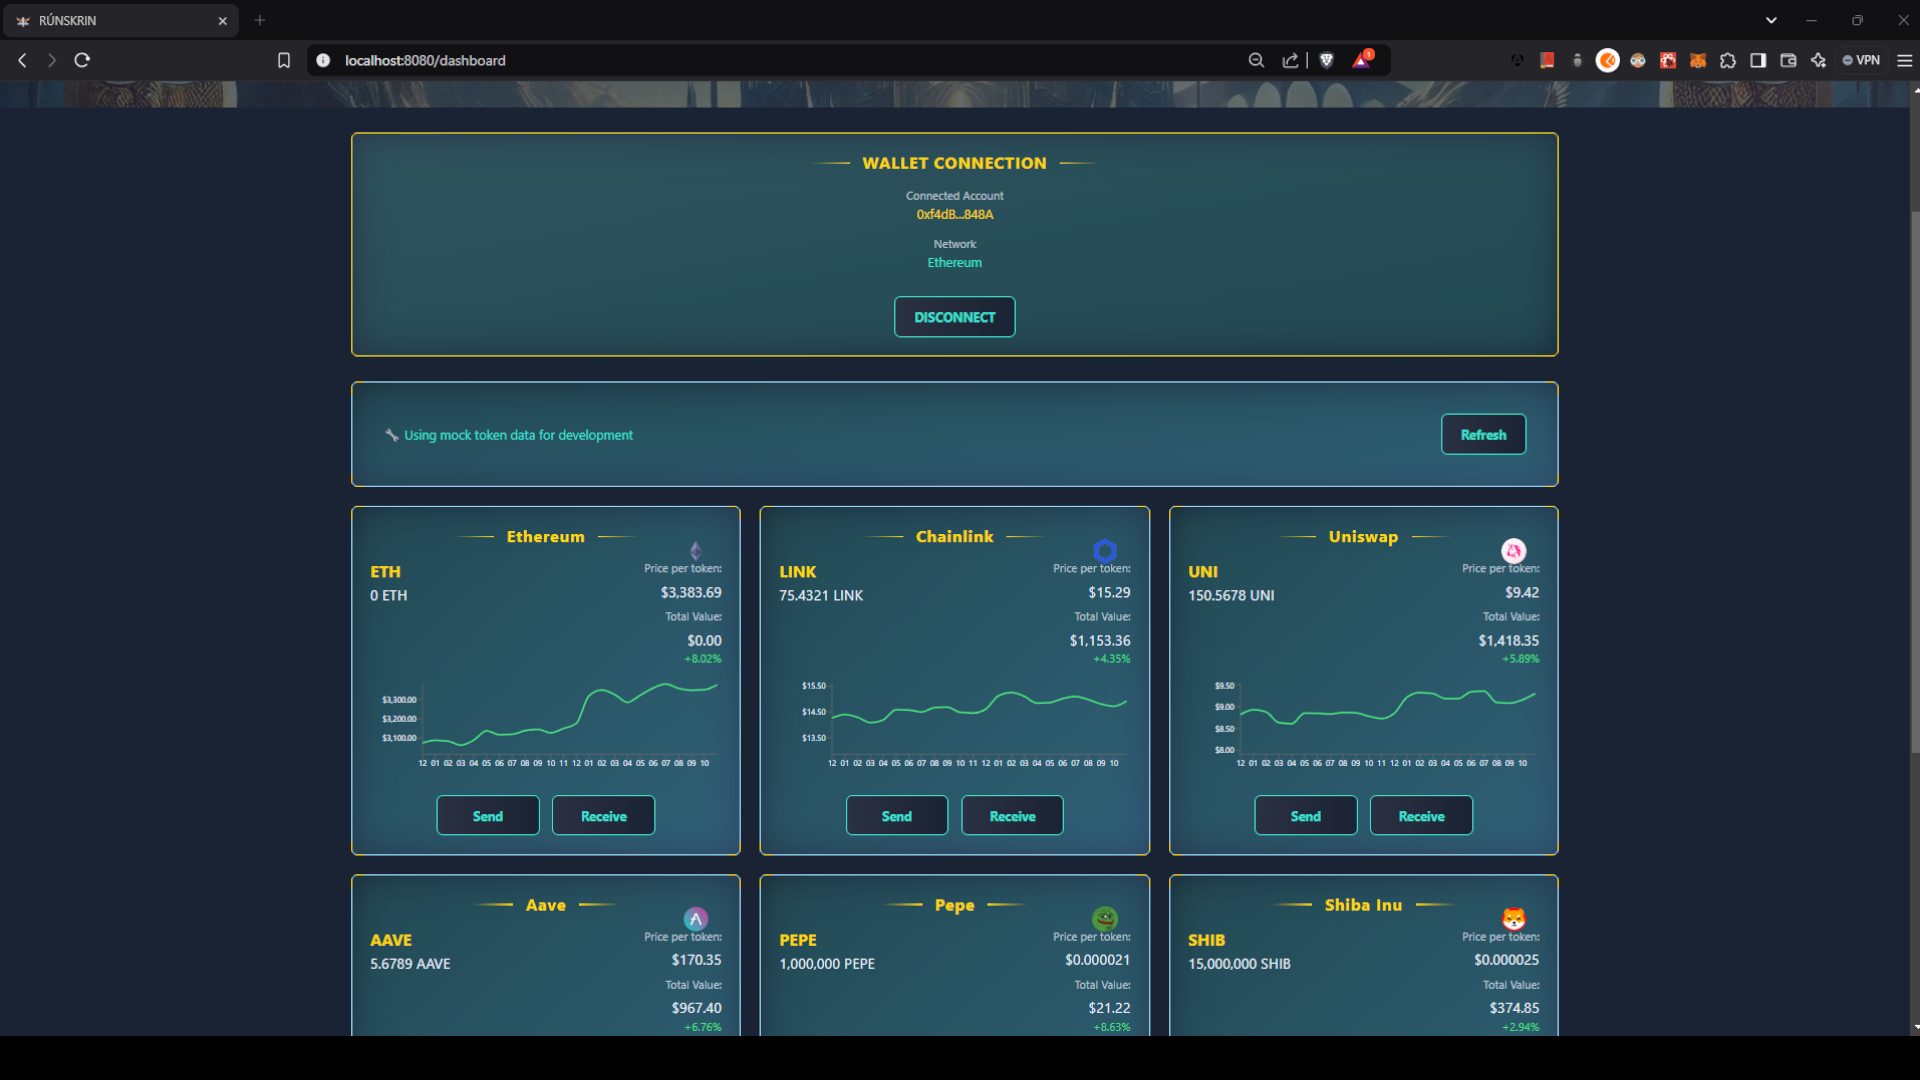 RÚNSKRIN
localhost:8080/dashboard
1
VPN
WALLET CONNECTION
Connected Account
0xf4dB...848A
Network
Ethereum
DISCONNECT
🔧 Using mock token data for development
Refresh
Ethereum
ETH
0 ETH
Price per token:
$3,383.69
Total Value:
$0.00
+8.02%
$3,300.00
$3,200.00
$3,100.00
12 01 02 03 04 05 06 07 08 09 10 11 12 01 02 03 04 05 06 07 08 09 10
Send
Receive
Chainlink
LINK
75.4321 LINK
Price per token:
$15.29
Total Value:
$1,153.36
+4.35%
$15.50
$14.50
$13.50
12 01 02 03 04 05 06 07 08 09 10 11 12 01 02 03 04 05 06 07 08 09 10
Send
Receive
Uniswap
UNI
150.5678 UNI
Price per token:
$9.42
Total Value:
$1,418.35
+5.89%
$9.50
$9.00
$8.50
$8.00
12 01 02 03 04 05 06 07 08 09 10 11 12 01 02 03 04 05 06 07 08 09 10
Send
Receive
Aave
AAVE
5.6789 AAVE
Price per token:
$170.35
Total Value:
$967.40
+6.76%
Pepe
PEPE
1,000,000 PEPE
Price per token:
$0.000021
Total Value:
$21.22
+8.63%
Shiba Inu
SHIB
15,000,000 SHIB
Price per token:
$0.000025
Total Value:
$374.85
+2.94%